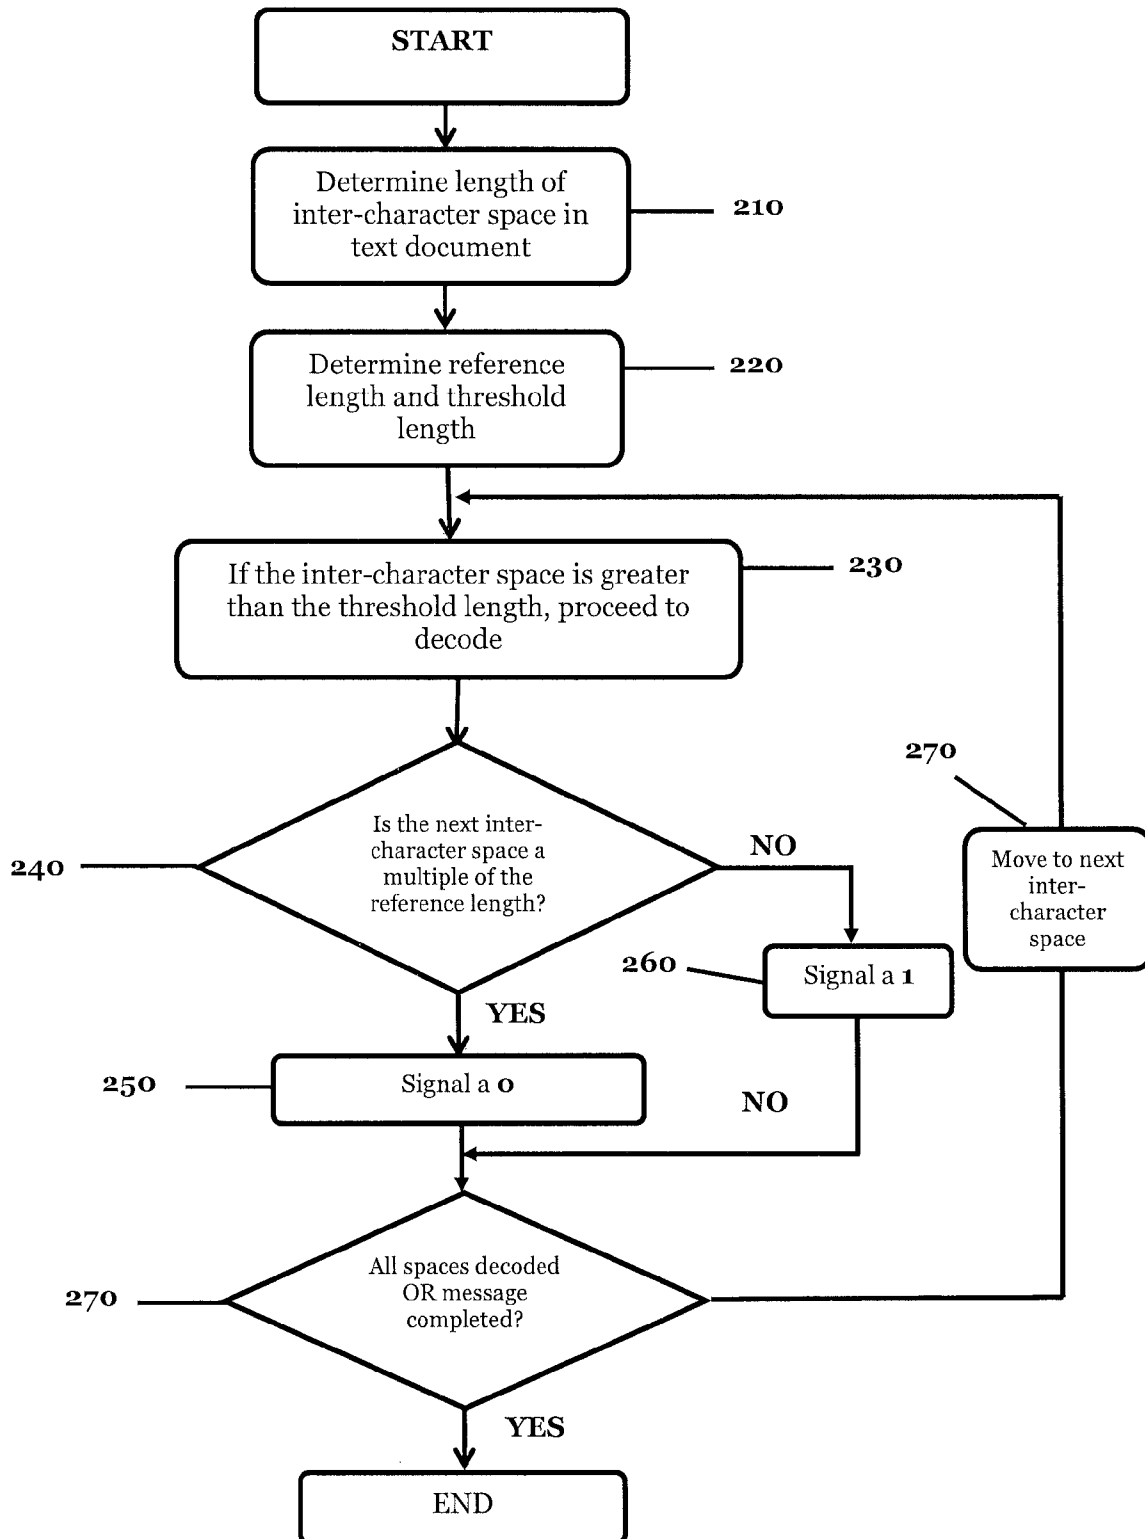 START
Determine length of
inter-character space in
text document
210
Determine reference
length and threshold
length
220
If the inter-character space is greater
than the threshold length, proceed to
decode
230
270
Is the next inter-
character space a
multiple of the
reference length?
240
NO
Move to next
inter-
character
space
260
Signal a 1
YES
250
Signal a 0
NO
All spaces decoded
OR message
completed?
270
YES
END